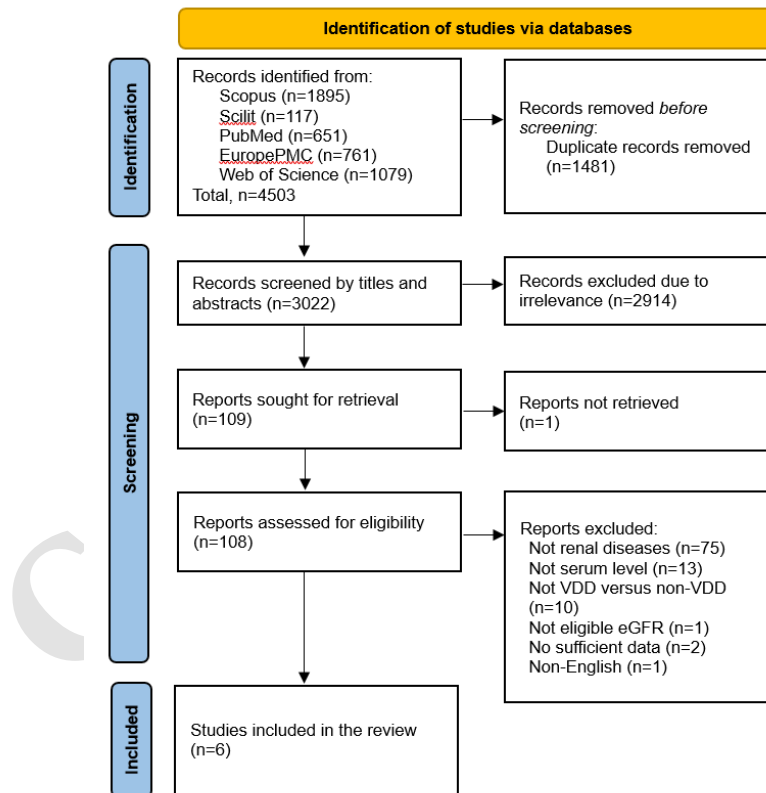 Identification of studies via databases
Identification
Records identified from:
Scopus (n=1895)
Scilit (n=117)
PubMed (n=651)
EuropePMC (n=761)
Web of Science (n=1079)
Total, n=4503
Records removed before
screening:
Duplicate records removed
(n=1481)
Screening
Records screened by titles and
abstracts (n=3022)
Records excluded due to
irrelevance (n=2914)
Reports sought for retrieval
(n=109)
Reports not retrieved
(n=1)
Reports assessed for eligibility
(n=108)
Reports excluded:
Not renal diseases (n=75)
Not serum level (n=13)
Not VDD versus non-VDD
(n=10)
Not eligible eGFR (n=1)
No sufficient data (n=2)
Non-English (n=1)
Included
Studies included in the review
(n=6)